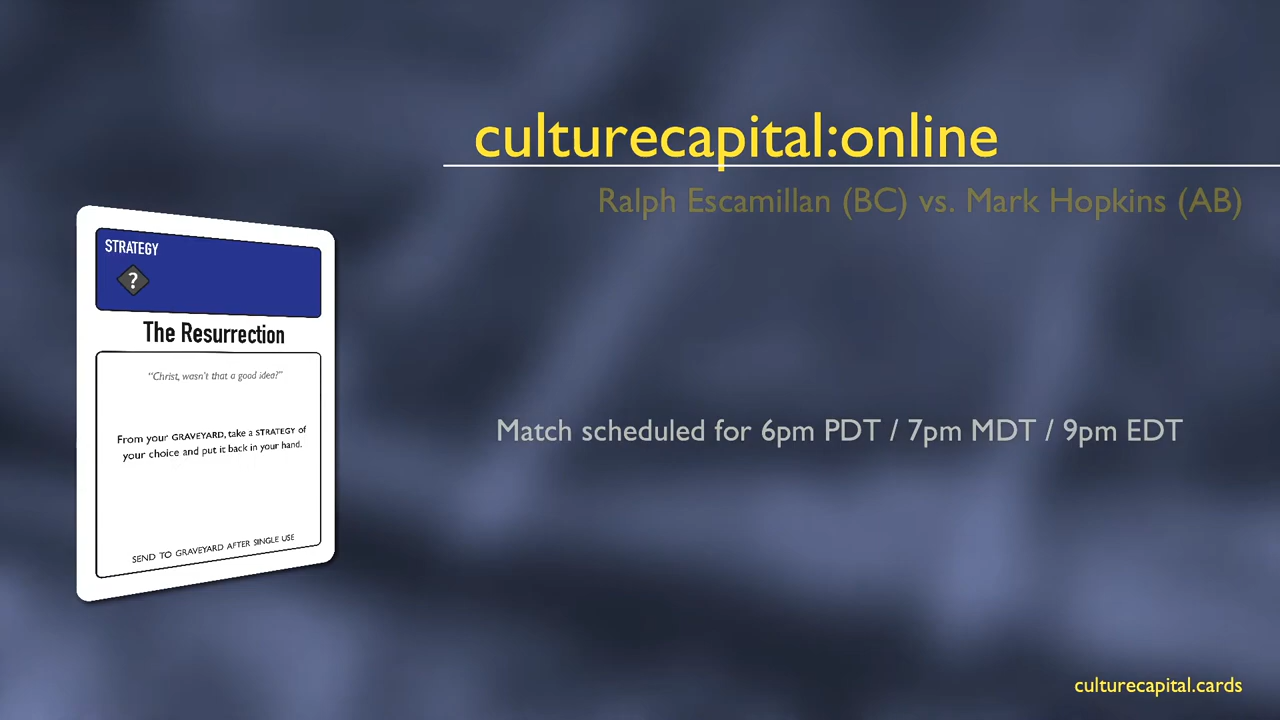 culturecapital:online
Ralph Escamillan (BC) vs. Mark Hopkins (AB)
STRATEGY
?
The Resurrection
“Christ, wasn't that a good idea?”
From your GRAVEYARD, take a STRATEGY of
your choice and put it back in your hand.
SEND TO GRAVEYARD AFTER SINGLE USE
Match scheduled for 6pm PDT / 7pm MDT / 9pm EDT
culturecapital.cards